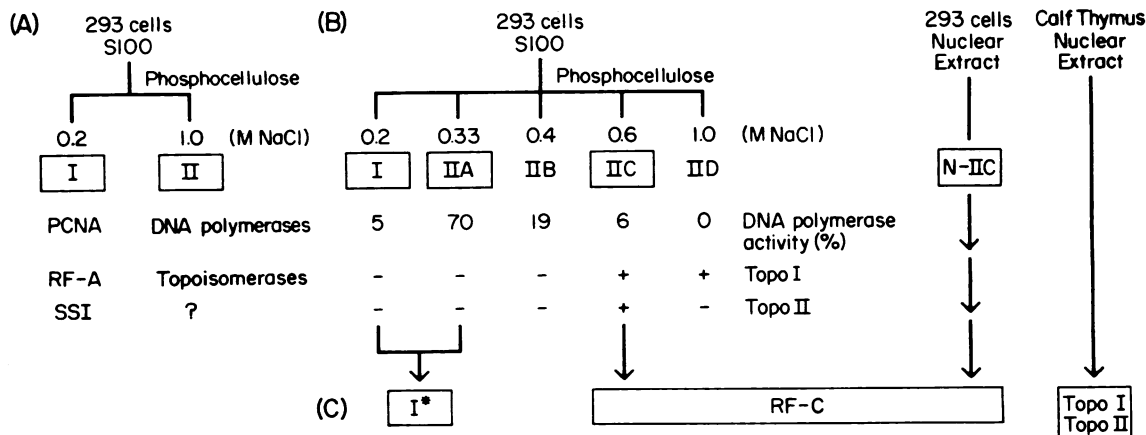 (A)
293 cells
S100
Phosphocellulose
0.2 1.0 (M NaCl)
I II
PCNA DNA polymerases
RF-A Topoisomerases
SSI ?
(B)
293 cells
S100
Phosphocellulose
0.2 0.33 0.4 0.6 1.0 (M NaCl)
I IIA IIB IIC IID
5 70 19 6 0 DNA polymerase
activity (%)
- - - + + Topo I
- - - + - Topo II
293 cells
Nuclear
Extract
N-IIC
Calf Thymus
Nuclear
Extract
(C)
I*
RF-C
Topo I
Topo II